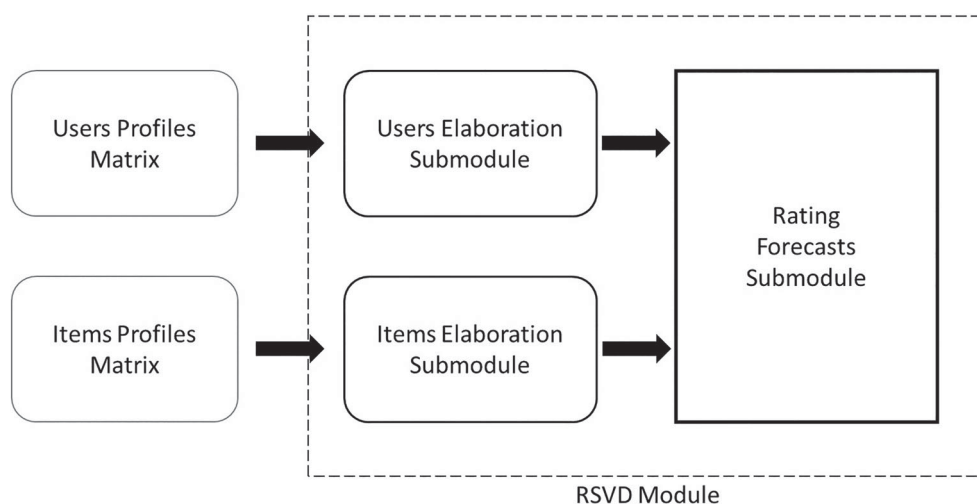 Users Profiles
Matrix
Users Elaboration
Submodule
Rating
Forecasts
Submodule
Items Profiles
Matrix
Items Elaboration
Submodule
RSVD Module